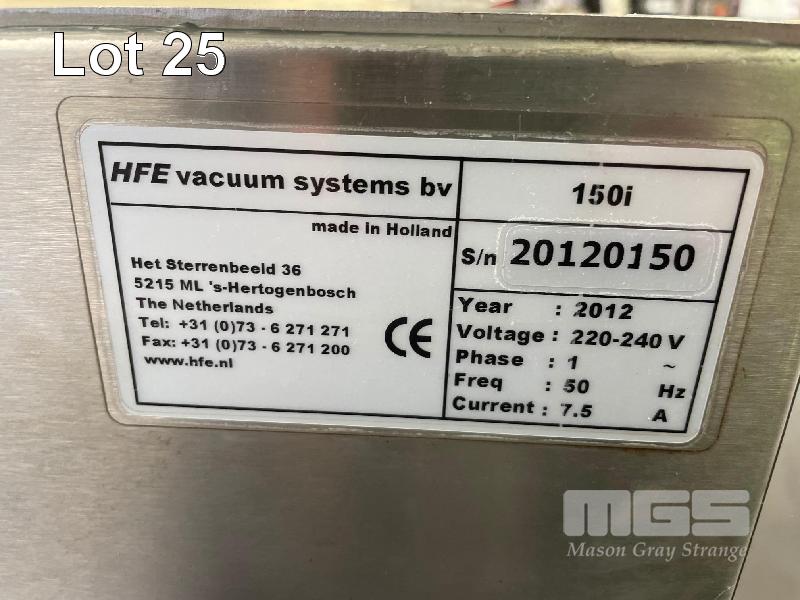 Lot 25
HFE vacuum systems bv
150i
made in Holland
S/n 20120150
Het Sterrenbeeld 36
5215 ML 's-Hertogenbosch
The Netherlands
Tel: +31 (0)73 - 6 271 271
Fax: +31 (0)73 - 6 271 200
www.hfe.nl
CE
Year : 2012
Voltage : 220-240 V
Phase : 1 ~
Freq : 50 Hz
Current : 7.5 A
MGS
Mason Gray Strange